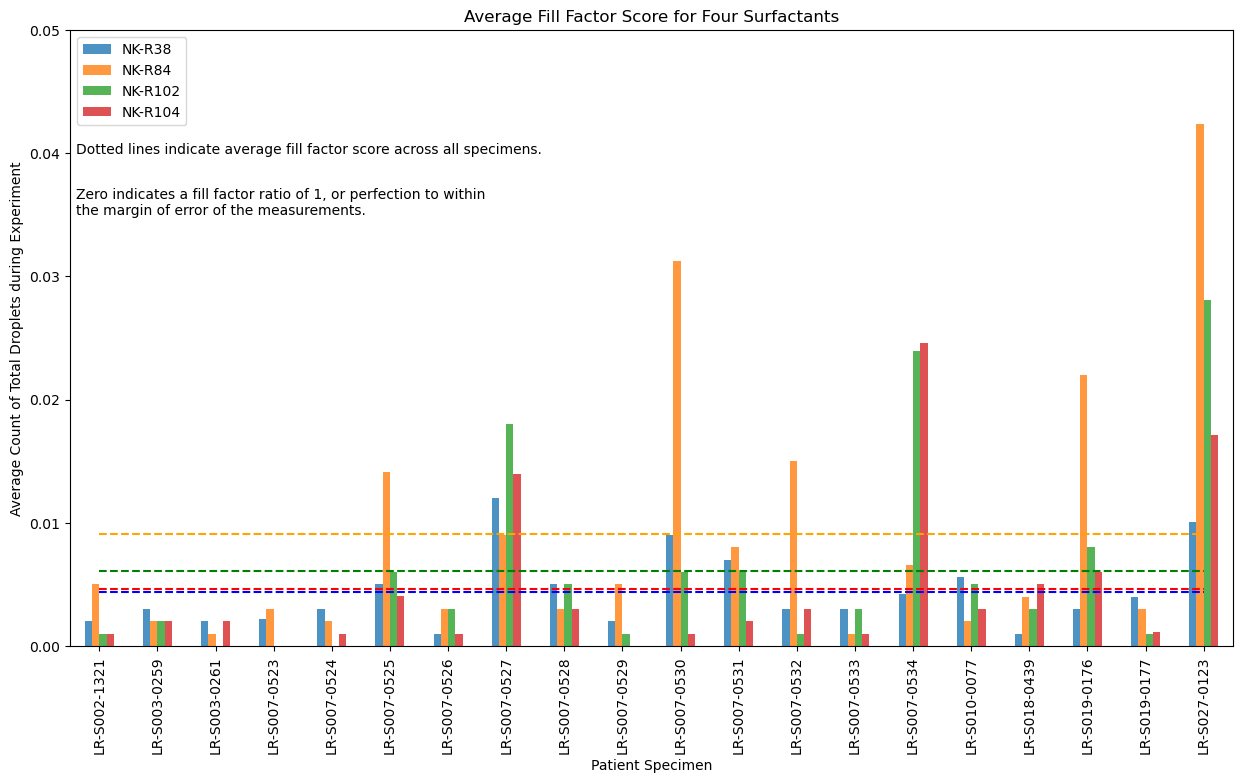 Average Fill Factor Score for Four Surfactants
0.05
0.04
0.03
0.02
0.01
0.00
Average Count of Total Droplets during Experiment
NK-R38
NK-R84
NK-R102
NK-R104
Dotted lines indicate average fill factor score across all specimens.
Zero indicates a fill factor ratio of 1, or perfection to within
the margin of error of the measurements.
LR-S002-1321
LR-S003-0259
LR-S003-0261
LR-S007-0523
LR-S007-0524
LR-S007-0525
LR-S007-0526
LR-S007-0527
LR-S007-0528
LR-S007-0529
LR-S007-0530
LR-S007-0531
LR-S007-0532
LR-S007-0533
LR-S007-0534
LR-S010-0077
LR-S018-0439
LR-S019-0176
LR-S019-0177
LR-S027-0123
Patient Specimen